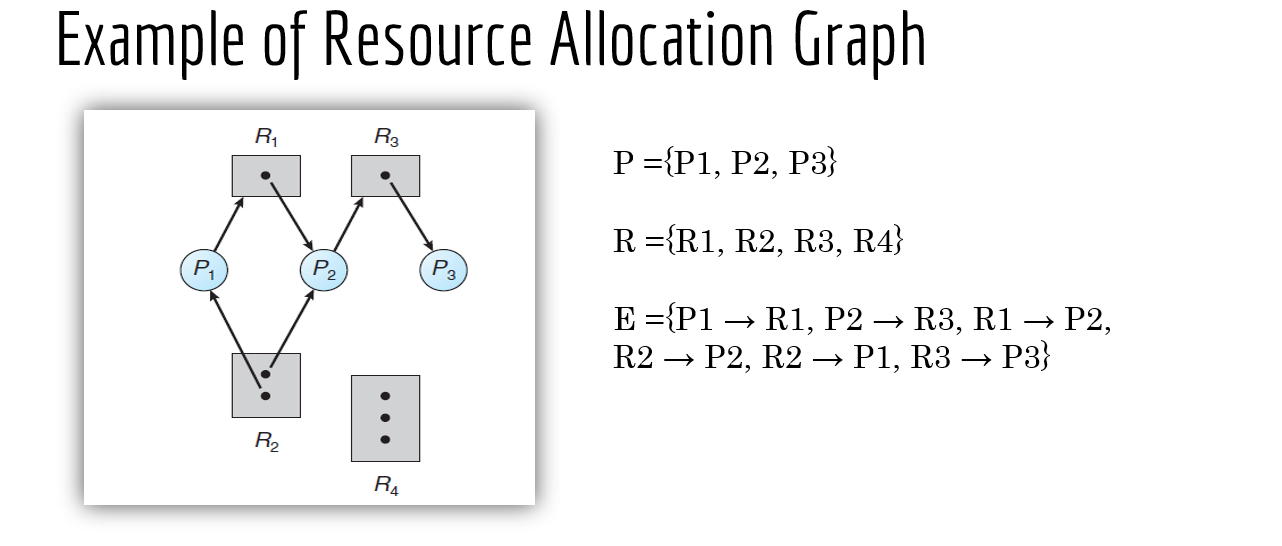 Example of Resource Allocation Graph
R1 R3
P1 P2 P3
R2
R4
P ={P1, P2, P3}
R ={R1, R2, R3, R4}
E ={P1 → R1, P2 → R3, R1 → P2,
R2 → P2, R2 → P1, R3 → P3}